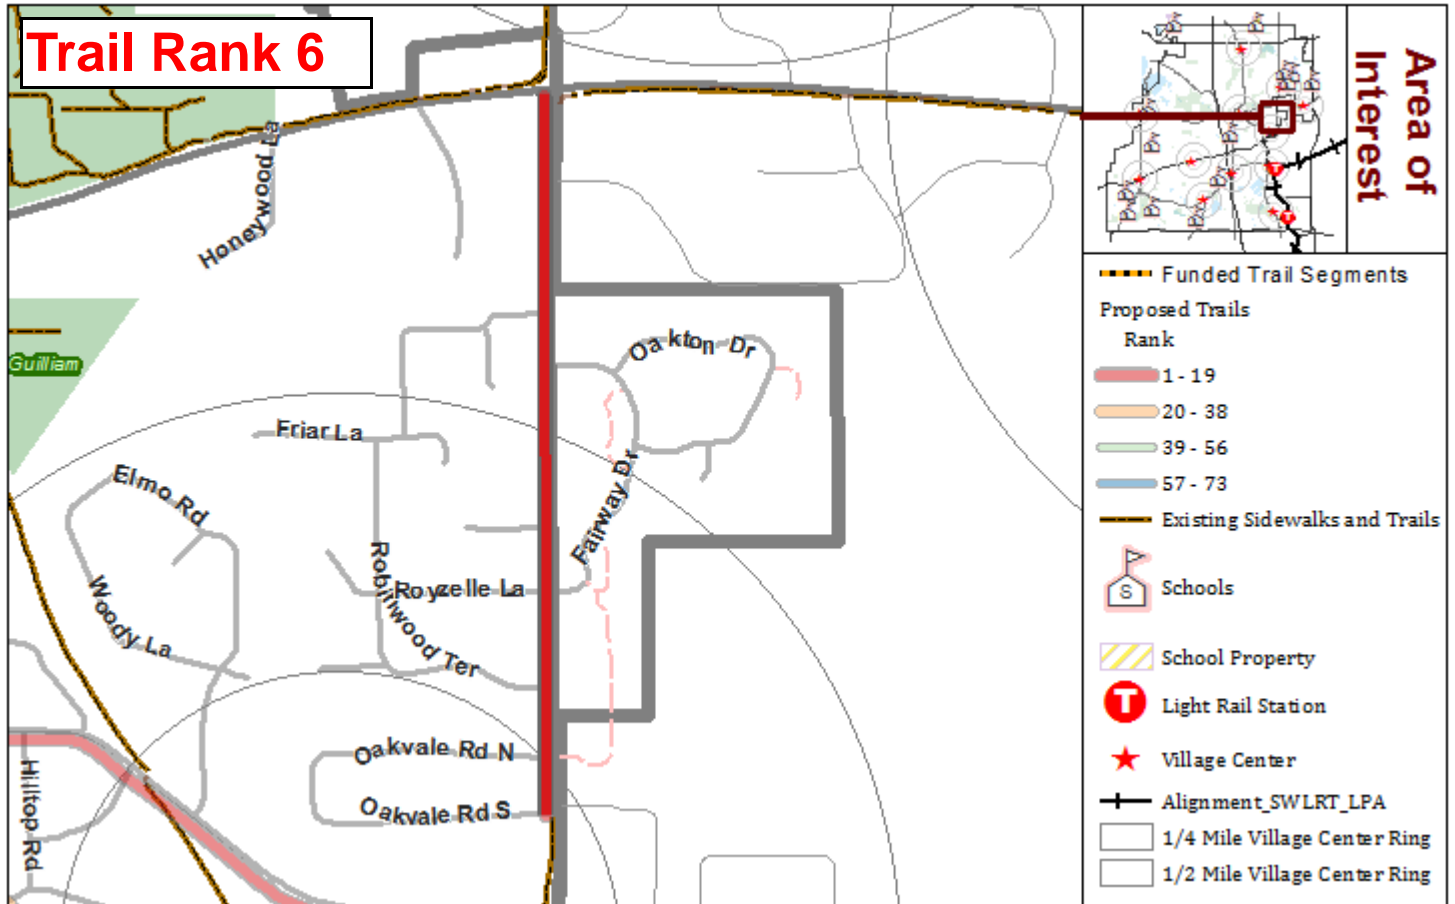 Trail Rank 6
Area of
Interest
Honeywood La
Guilliam
Oakton Dr
Friar La
Elmo Rd
Fairway Dr
Woody La
Royzelle La
Robinwood Ter
Oakvale Rd N
Oakvale Rd S
Hilltop Rd
Funded Trail Segments
Proposed Trails
Rank
1 - 19
20 - 38
39 - 56
57 - 73
Existing Sidewalks and Trails
S
Schools
School Property
T
Light Rail Station
Village Center
Alignment_SWLRT_LPA
1/4 Mile Village Center Ring
1/2 Mile Village Center Ring